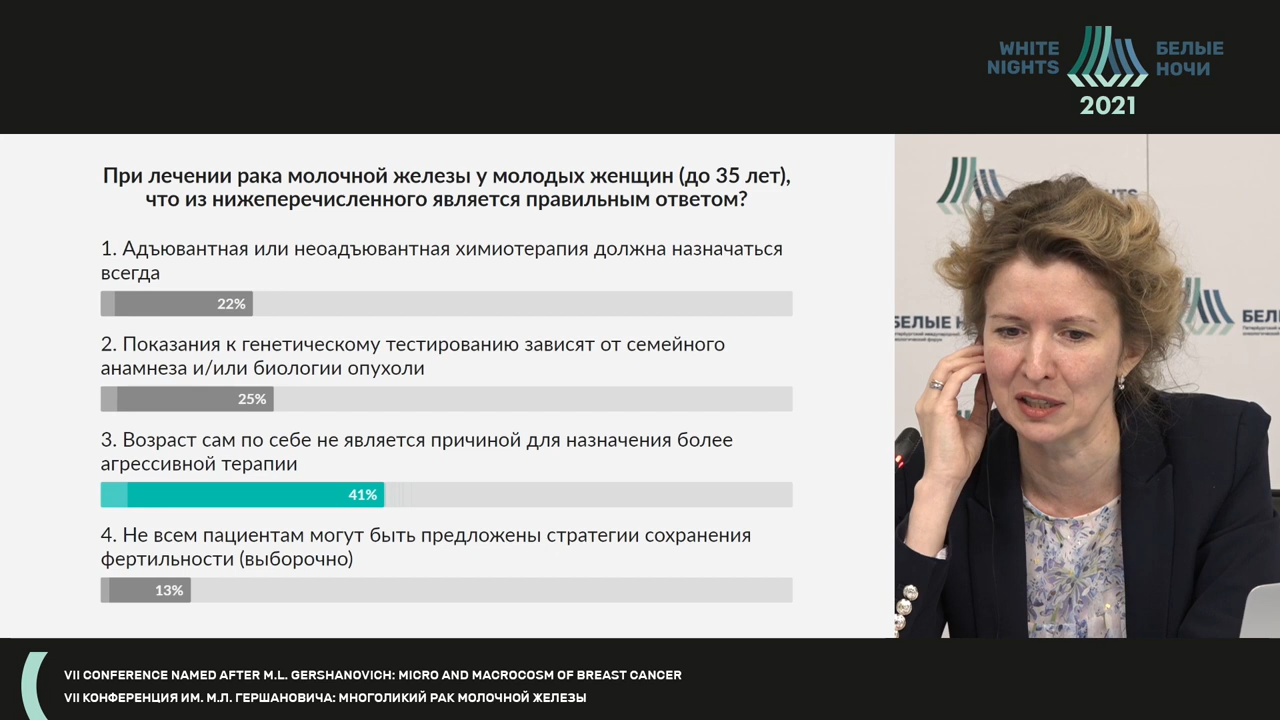 WHITE
NIGHTS
БЕЛЫЕ
НОЧИ
2021
При лечении рака молочной железы у молодых женщин (до 35 лет),
что из нижеперечисленного является правильным ответом?
1. Адъювантная или неоадъювантная химиотерапия должна назначаться
всегда
22%
2. Показания к генетическому тестированию зависят от семейного
анамнеза и/или биологии опухоли
25%
3. Возраст сам по себе не является причиной для назначения более
агрессивной терапии
41%
4. Не всем пациентам могут быть предложены стратегии сохранения
фертильности (выборочно)
13%
БЕЛЫЕ Н
БЕЛ
VII CONFERENCE NAMED AFTER M.L. GERSHANOVICH: MICRO AND MACROCOSM OF BREAST CANCER
VII КОНФЕРЕНЦИЯ ИМ. М.Л. ГЕРШАНОВИЧА: МНОГОЛИКИЙ РАК МОЛОЧНОЙ ЖЕЛЕЗЫ